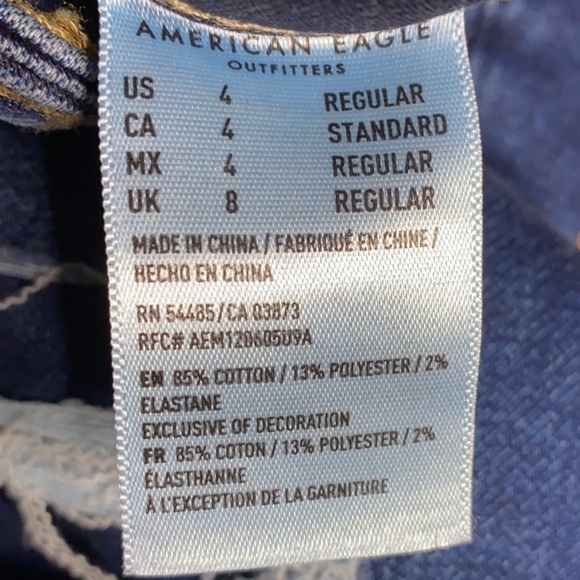 AMERICAN EAGLE
OUTFITTERS
US 4 REGULAR
CA 4 STANDARD
MX 4 REGULAR
UK 8 REGULAR
MADE IN CHINA / FABRIQUÉ EN CHINE /
HECHO EN CHINA
RN 54485/CA 03873
RFC# AEM120605U9A
EN 85% COTTON / 13% POLYESTER / 2%
ELASTANE
EXCLUSIVE OF DECORATION
FR 85% COTON / 13% POLYESTER / 2%
ÉLASTHANNE
À L'EXCEPTION DE LA GARNITURE